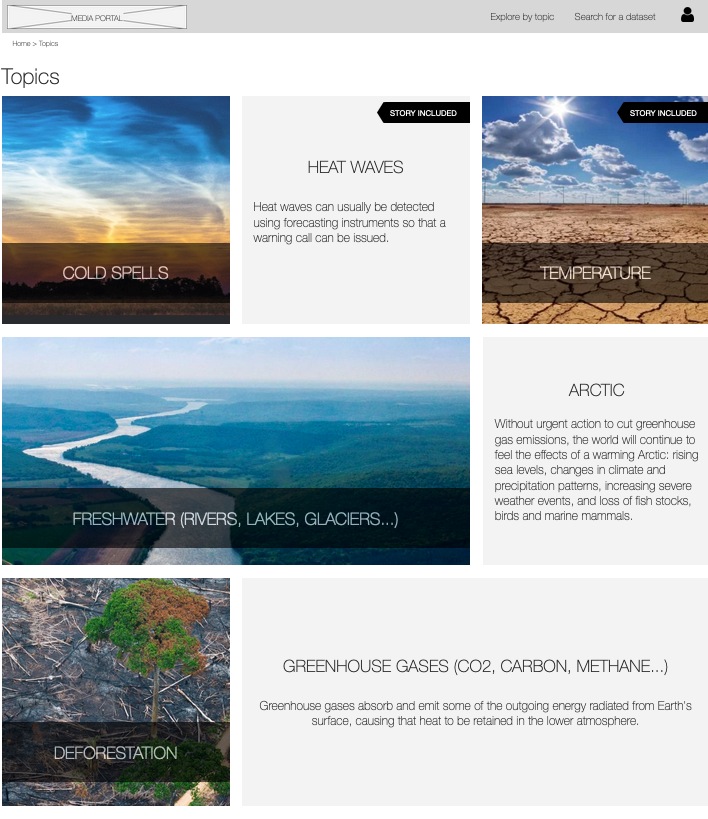 MEDIA PORTAL
Explore by topic
Search for a dataset
Home > Topics
Topics
COLD SPELLS
STORY INCLUDED
HEAT WAVES
Heat waves can usually be detected
using forecasting instruments so that a
warning call can be issued.
STORY INCLUDED
TEMPERATURE
FRESHWATER (RIVERS, LAKES, GLACIERS...)
ARCTIC
Without urgent action to cut greenhouse
gas emissions, the world will continue to
feel the effects of a warming Arctic: rising
sea levels, changes in climate and
precipitation patterns, increasing severe
weather events, and loss of fish stocks,
birds and marine mammals.
DEFORESTATION
GREENHOUSE GASES (CO2, CARBON, METHANE...)
Greenhouse gases absorb and emit some of the outgoing energy radiated from Earth's
surface, causing that heat to be retained in the lower atmosphere.